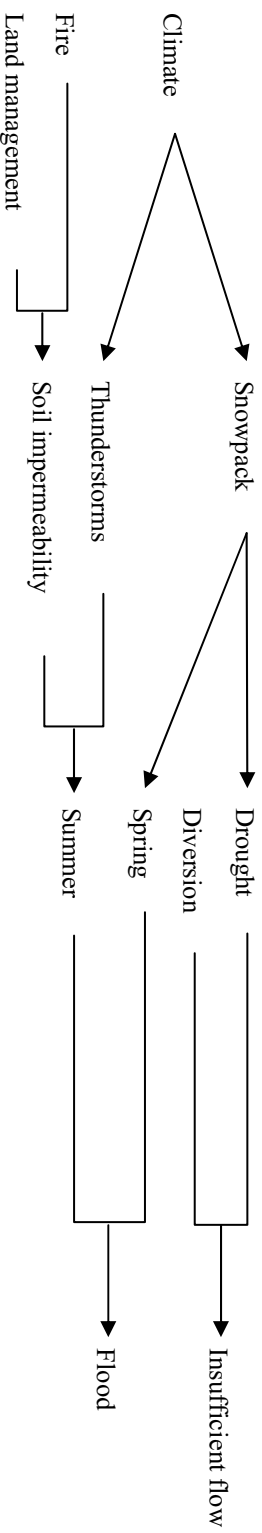 Snowpack
Drought
Insufficient flow
Diversion
Climate
Spring
Thunderstorms
Flood
Summer
Fire
Soil impermeability
Land management